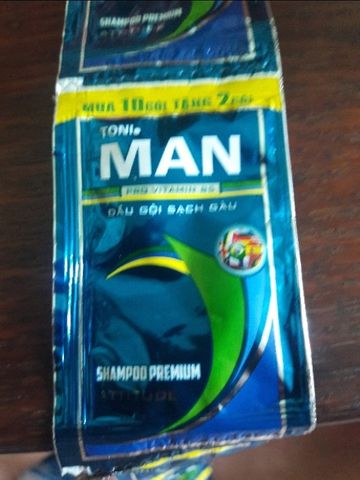 SHAMPOO PREMIUM
MUA 10 GÓI TẶNG 2 GÓI
TONI
MAN
PRO VITAMIN B5
DẦU GỘI SẠCH GÀU
SHAMPOO PREMIUM
ATTITUDE